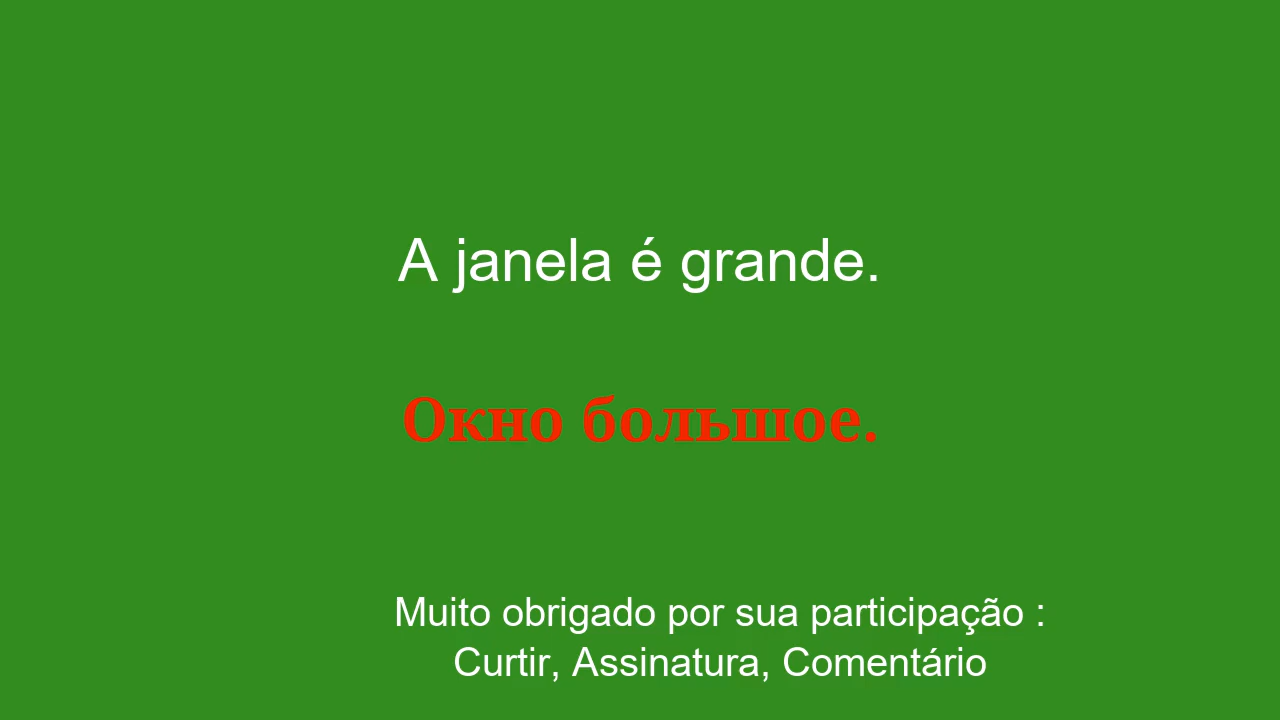 A janela é grande.
Окно большое.
Muito obrigado por sua participação :
Curtir, Assinatura, Comentário